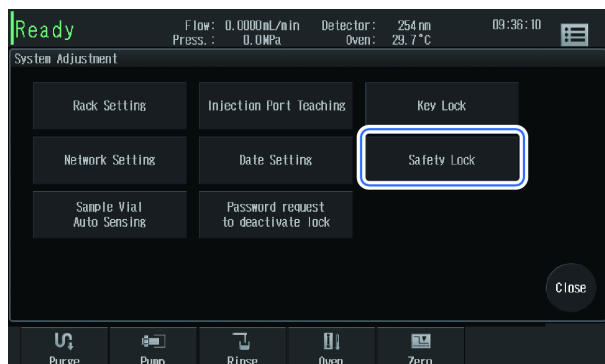 Ready
Flow: 0.0000mL/min Detector: 254 nm 09:36:10
Press.: 0.0MPa Oven: 29.7°C
System Adjustment
Rack Setting Injection Port Teaching Key Lock
Network Setting Date Setting Safety Lock
Sample Vial
Auto Sensing
Password request
to deactivate lock
Close
Purge Pump Rinse Oven Zero